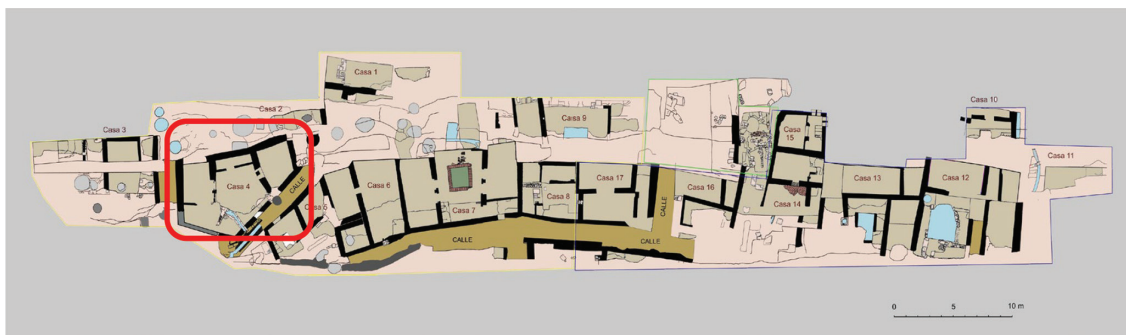 Casa 1
Casa 2
Casa 3
Casa 4
CALLE
Casa 5
Casa 6
Casa 7
CALLE
Casa 8
Casa 9
Casa 17
CALLE
Casa 16
Casa 15
Casa 14
Casa 13
Casa 12
Casa 10
Casa 11
0 5 10 m